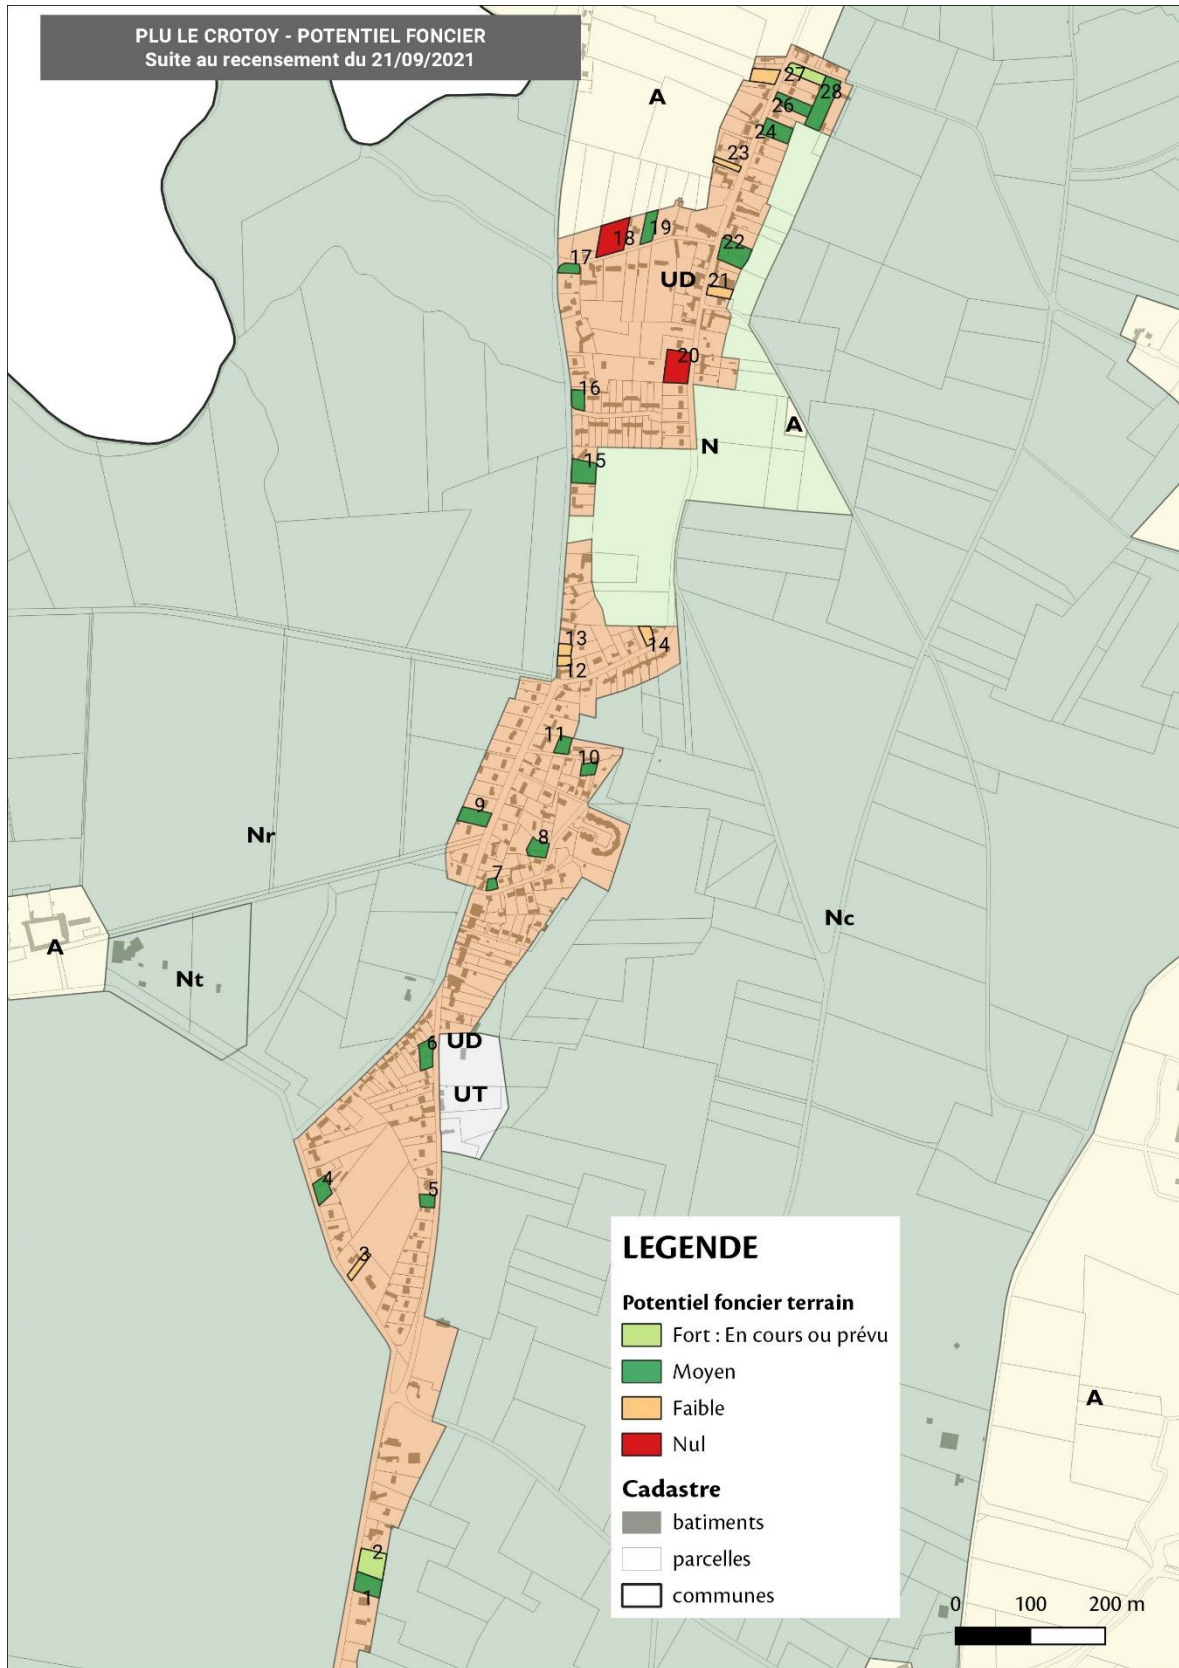 PLU LE CROTOY - POTENTIEL FONCIER
Suite au recensement du 21/09/2021
27
A
28
26
24
23
19
18
22
17
UD
21
20
16
A
N
15
13
14
12
11
10
9
Nr
8
7
Nc
A
Nt
6
UD
UT
4
5
3
LEGENDE
Potentiel foncier terrain
Fort : En cours ou prévu
Moyen
Faible
Nul
A
Cadastre
batiments
parcelles
communes
2
1
0 100 200 m